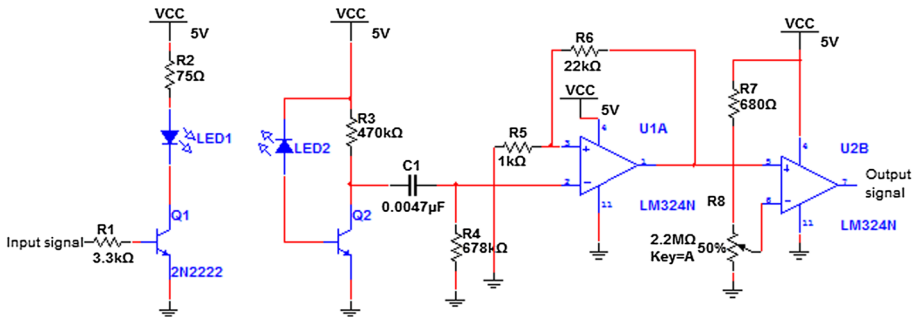 VCC
5V
R2
75Ω
LED1
Q1
Input signal
R1
3.3kΩ
2N2222
VCC
5V
R3
470kΩ
LED2
Q2
C1
0.0047µF
R4
678kΩ
R5
1kΩ
R6
22kΩ
VCC
5V
U1A
3
+
2
−
4
1
11
LM324N
VCC
5V
R7
680Ω
R8
2.2MΩ
50%
Key=A
U2B
5
+
6
−
4
7
11
LM324N
Output
signal